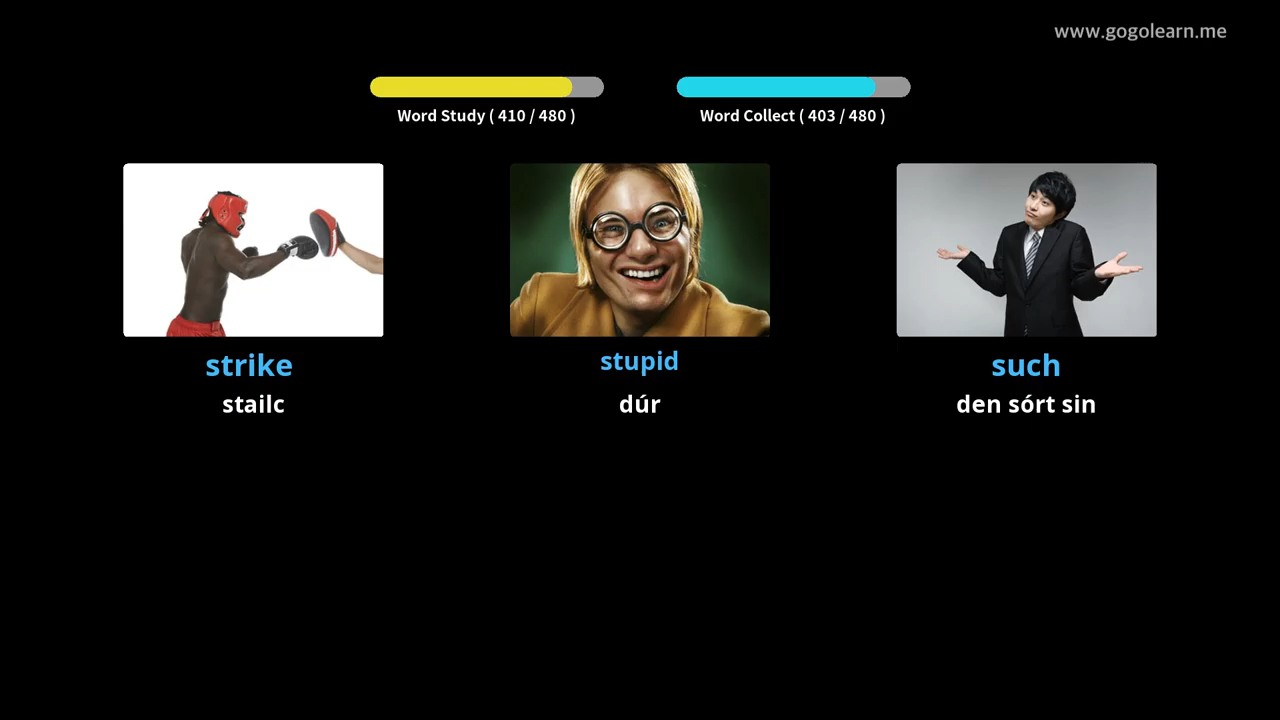 www.gogolearn.me
Word Study ( 410 / 480 )
Word Collect ( 403 / 480 )
strike
stupid
such
stailc
dúr
den sórt sin